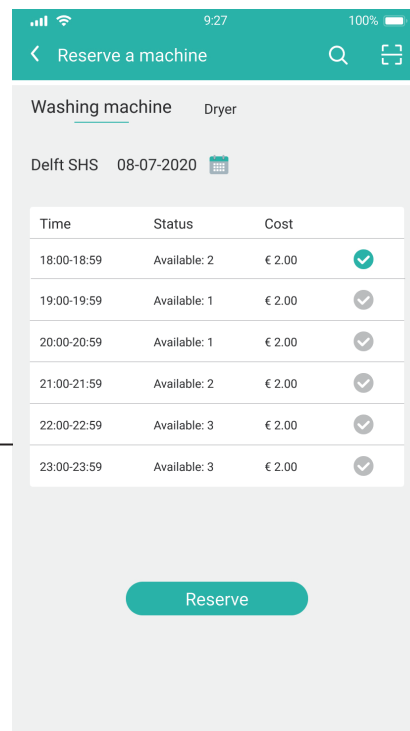 9:27 100%
Reserve a machine
Washing machine Dryer
Delft SHS 08-07-2020
Time Status Cost
18:00-18:59 Available: 2 € 2.00
19:00-19:59 Available: 1 € 2.00
20:00-20:59 Available: 1 € 2.00
21:00-21:59 Available: 2 € 2.00
22:00-22:59 Available: 3 € 2.00
23:00-23:59 Available: 3 € 2.00
Reserve